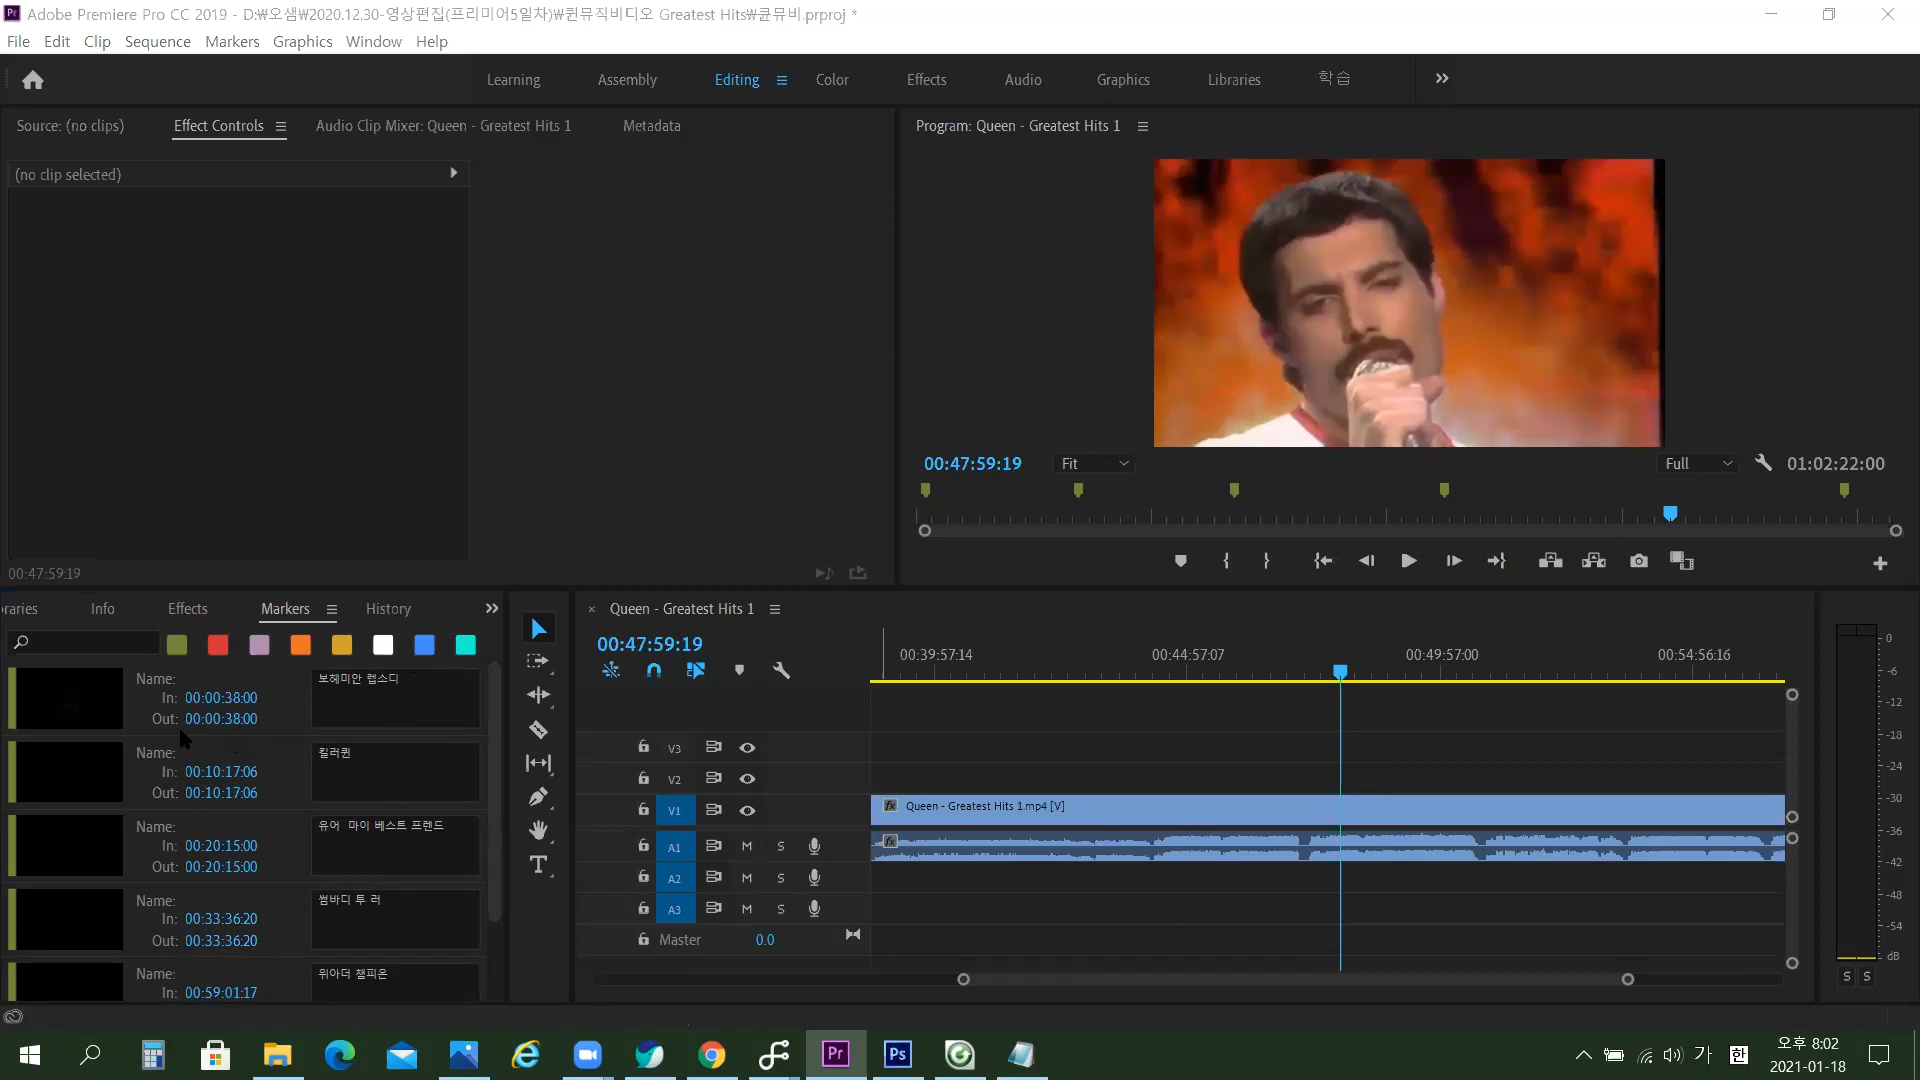 Adobe Premiere Pro CC 2019 - D:₩오샘₩2020.12.30-영상편집(프리미어5일차)₩퀸뮤직비디오 Greatest Hits₩큤뮤비.prproj *
File Edit Clip Sequence Markers Graphics Window Help
Learning Assembly Editing Color Effects Audio Graphics Libraries 학습
Source: (no clips) Effect Controls Audio Clip Mixer: Queen - Greatest Hits 1 Metadata
(no clip selected)
00:47:59:19
Program: Queen - Greatest Hits 1
00:47:59:19 Fit Full 01:02:22:00
raries Info Effects Markers History
Name: 보헤미안 렙소디
In: 00:00:38:00
Out: 00:00:38:00
Name: 킬러퀸
In: 00:10:17:06
Out: 00:10:17:06
Name: 유어 마이 베스트 프렌드
In: 00:20:15:00
Out: 00:20:15:00
Name: 썸바디 투 러
In: 00:33:36:20
Out: 00:33:36:20
Name: 위아더 챔피온
In: 00:59:01:17
Queen - Greatest Hits 1
00:47:59:19
00:39:57:14 00:44:57:07 00:49:57:00 00:54:56:16
V3
V2
V1 fx Queen - Greatest Hits 1.mp4 [V]
A1 M S fx
A2 M S
A3 M S
Master 0.0
0
-6
-12
-18
-24
-30
-36
-42
-48
-54
dB
S S
Pr Ps 가 한 오후 8:02
2021-01-18